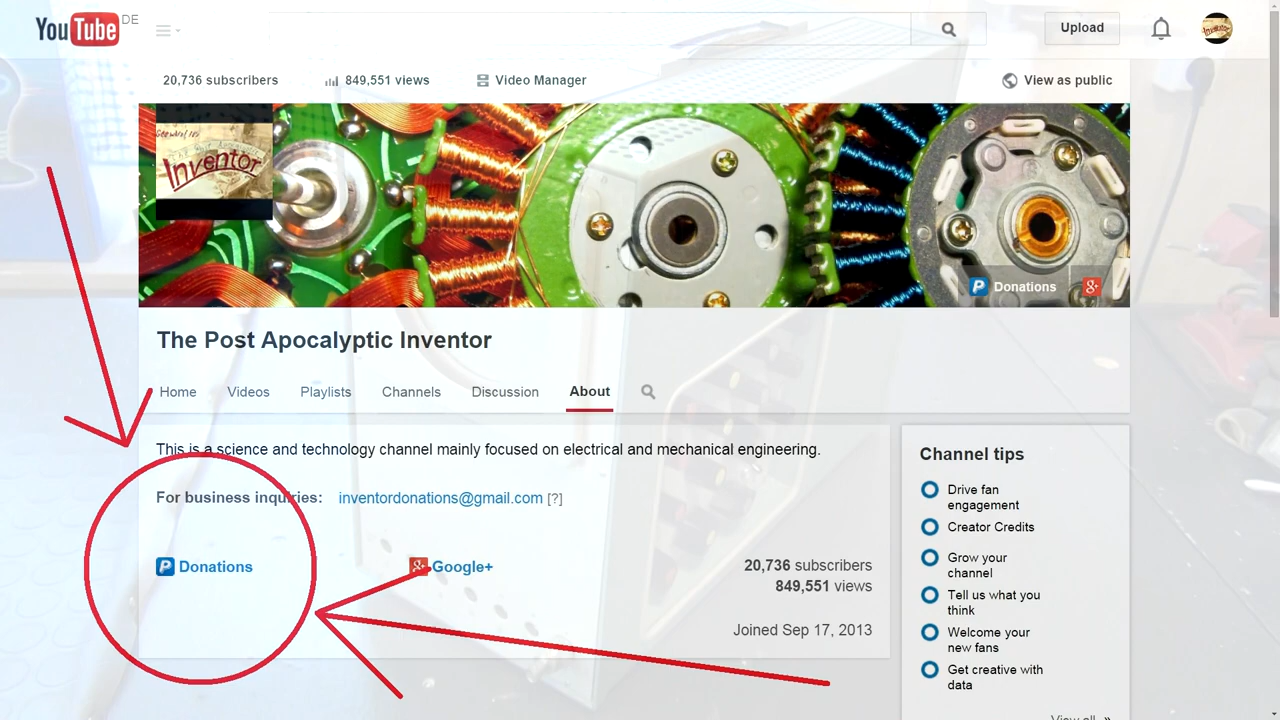 YouTube DE
Upload
20,736 subscribers
849,551 views
Video Manager
View as public
Inventor
Donations
The Post Apocalyptic Inventor
Home
Videos
Playlists
Channels
Discussion
About
This is a science and technology channel mainly focused on electrical and mechanical engineering.
For business inquiries: inventordonations@gmail.com [?]
Donations
Google+
20,736 subscribers
849,551 views
Joined Sep 17, 2013
Channel tips
Drive fan
engagement
Creator Credits
Grow your
channel
Tell us what you
think
Welcome your
new fans
Get creative with
data
View all »